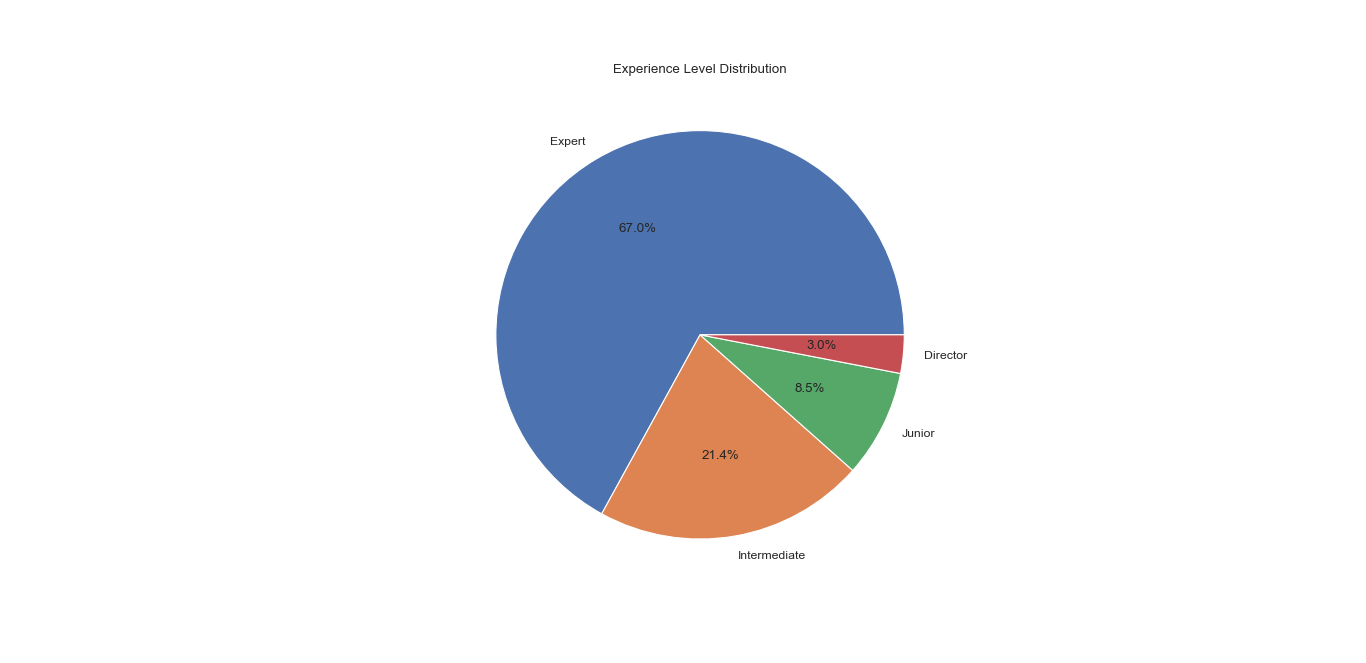 Experience Level Distribution
Expert
67.0%
3.0%
Director
8.5%
Junior
21.4%
Intermediate